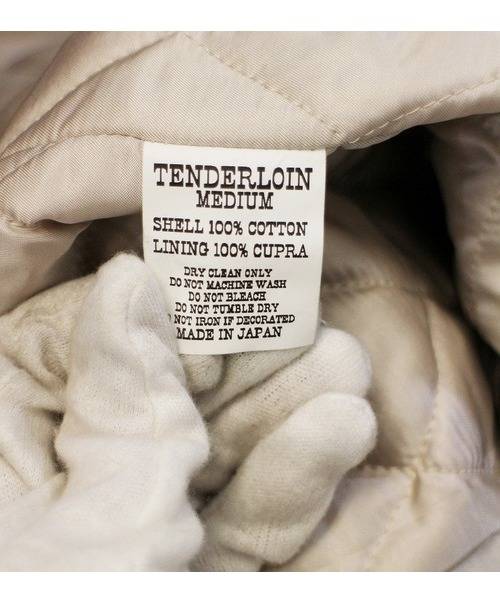 TENDERLOIN
MEDIUM
SHELL 100% COTTON
LINING 100% CUPRA
DRY CLEAN ONLY
DO NOT MACHINE WASH
DO NOT BLEACH
DO NOT TUMBLE DRY
NOT IRON IF DECORATED
MADE IN JAPAN